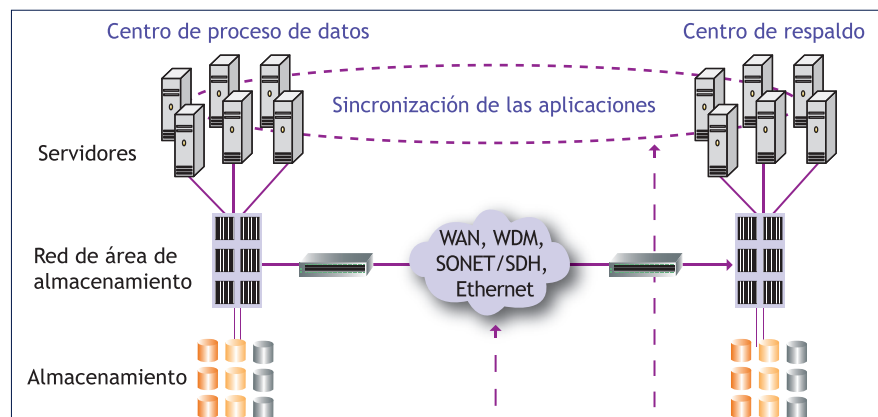 Centro de proceso de datos
Centro de respaldo
Sincronización de las aplicaciones
Servidores
Red de área de
almacenamiento
WAN, WDM,
SONET/SDH,
Ethernet
Almacenamiento